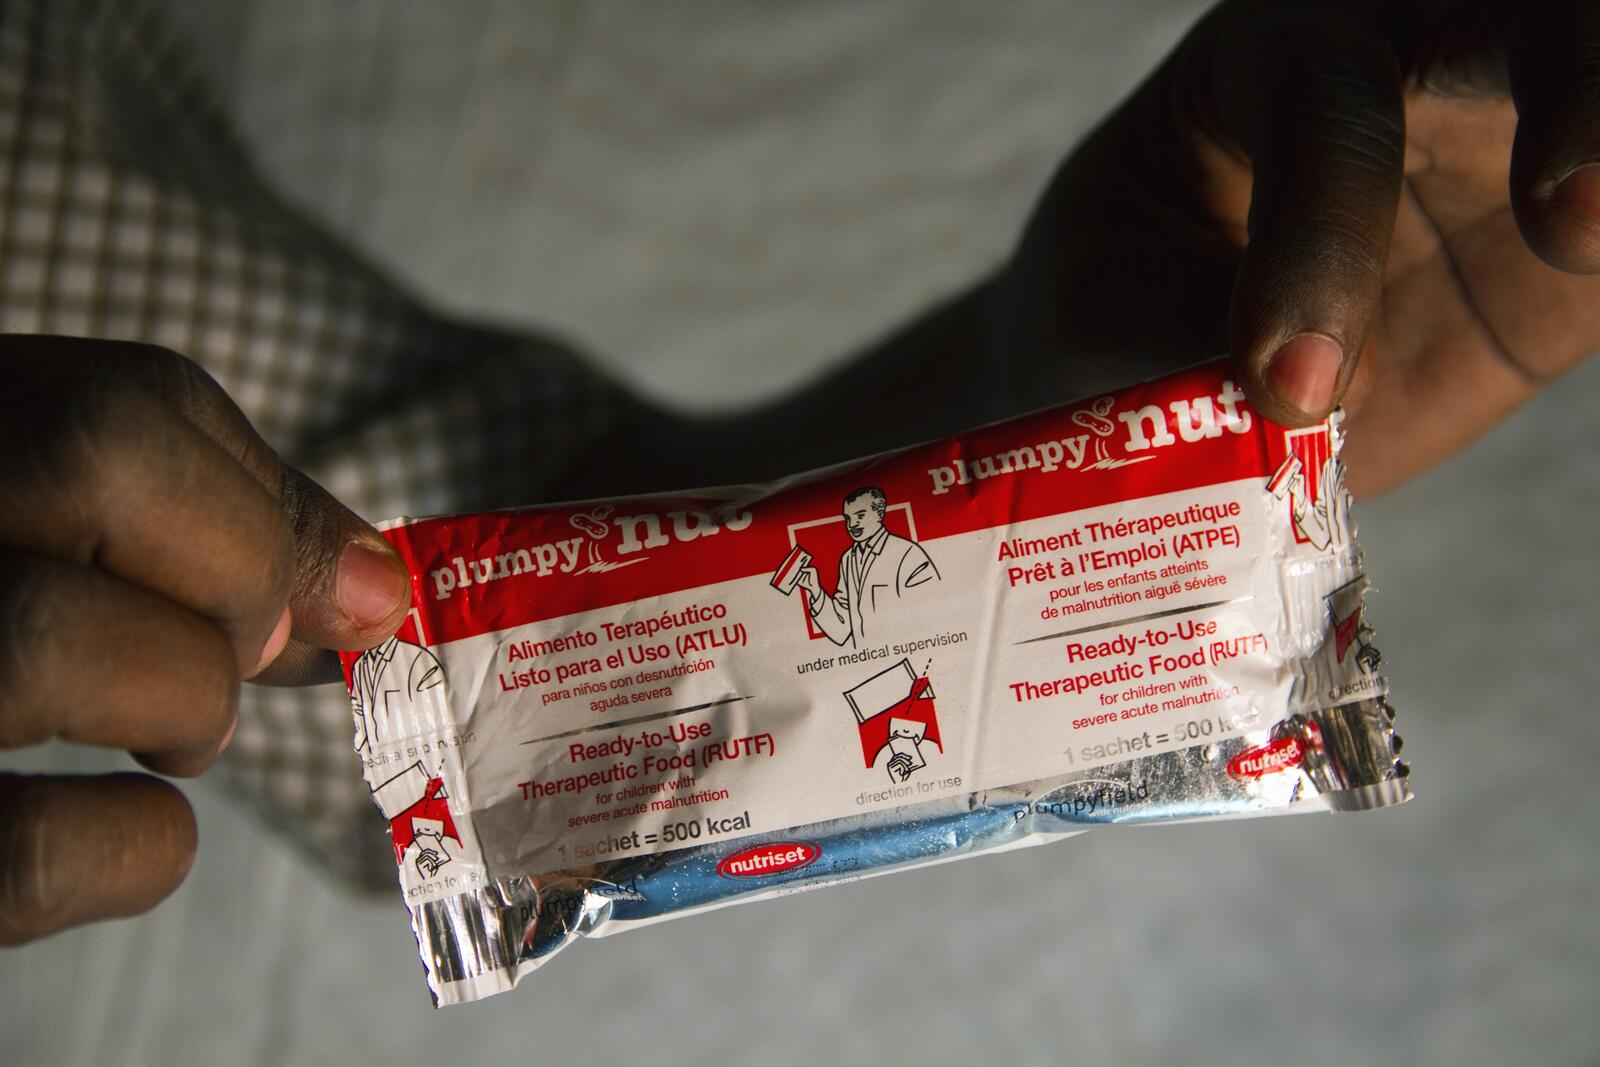 plumpy nut
Alimento Terapéutico
Listo para el Uso (ATLU)
para niños con desnutrición
aguda severa
Ready-to-Use
Therapeutic Food (RUTF)
for children with
severe acute malnutrition
1 sachet = 500 kcal
nutriset
under medical supervision
direction for use
plumpy nut
Aliment Thérapeutique
Prêt à l'Emploi (ATPE)
pour les enfants atteints
de malnutrition aiguë sévère
Ready-to-Use
Therapeutic Food (RUTF)
for children with
severe acute malnutrition
1 sachet = 500 k
nutriset
plumpyfield
direction